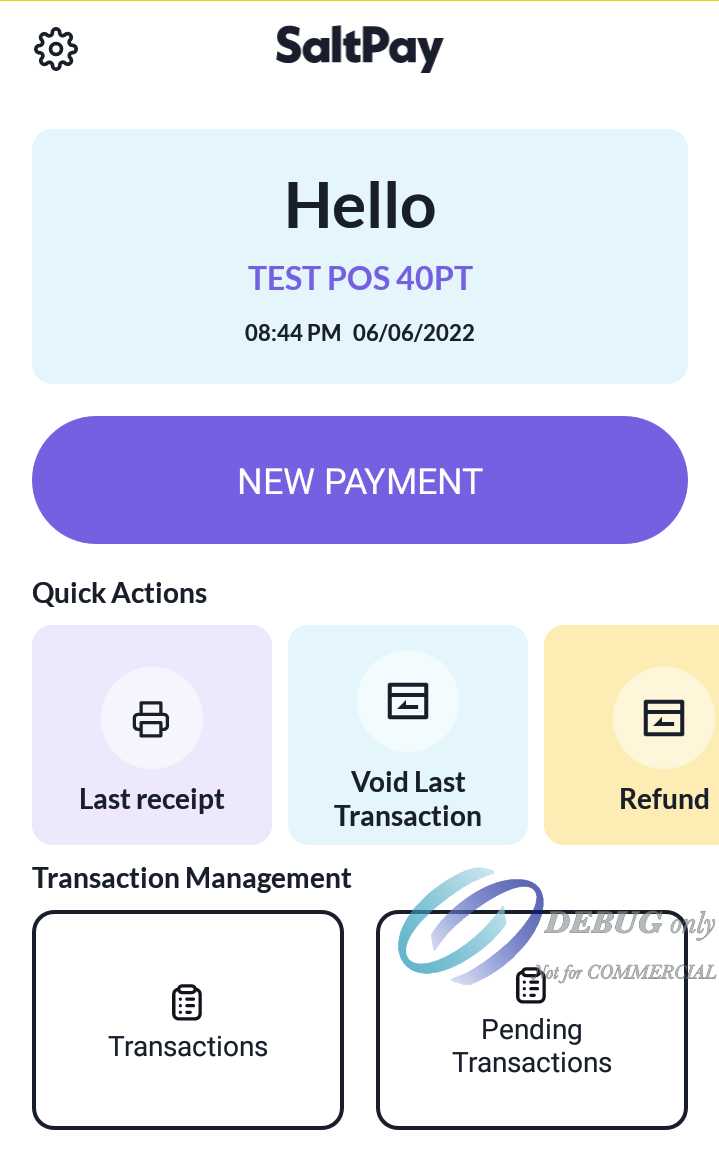 SaltPay
Hello
TEST POS 40PT
08:44 PM 06/06/2022
NEW PAYMENT
Quick Actions
Last receipt
Void Last
Transaction
Refund
Transaction Management
DEBUG only
Not for COMMERCIAL
Transactions
Pending
Transactions